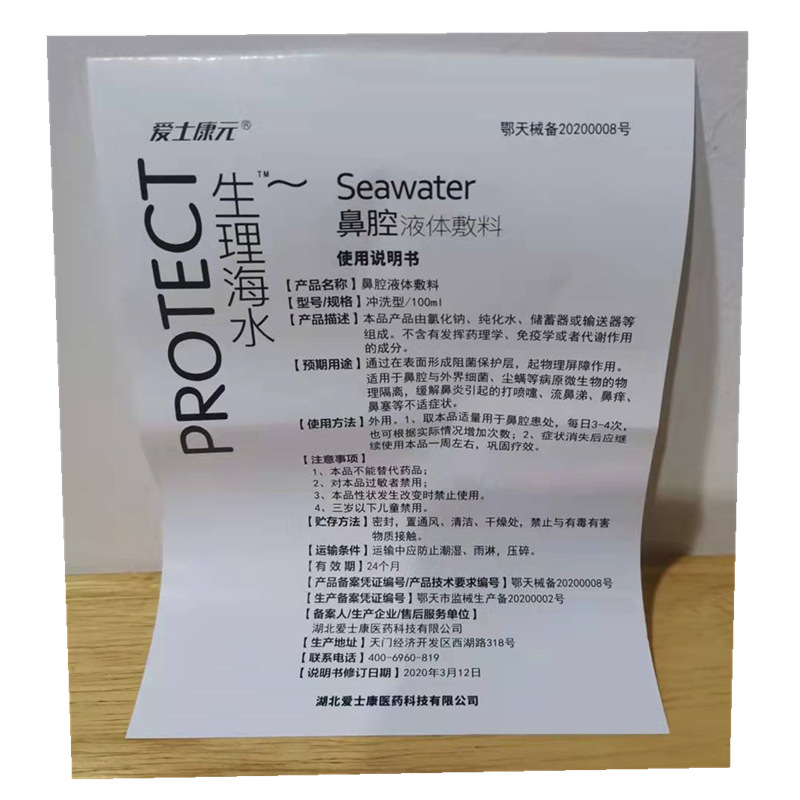 爱士康元®
鄂天械备20200008号
PROTECT
生理海水™~
Seawater
鼻腔液体敷料
使用说明书
【产品名称】鼻腔液体敷料
【型号/规格】冲洗型/100ml
【产品描述】本品产品由氯化钠、纯化水、储蓄器或输送器等
组成。不含有发挥药理学、免疫学或者代谢作用
的成分。
【预期用途】通过在表面形成阻菌保护层，起物理屏障作用。
适用于鼻腔与外界细菌、尘螨等病原微生物的物
理隔离，缓解鼻炎引起的打喷嚏、流鼻涕、鼻痒、
鼻塞等不适症状。
【使用方法】外用。1、取本品适量用于鼻腔患处，每日3-4次，
也可根据实际情况增加次数；2、症状消失后应继
续使用本品一周左右，巩固疗效。
【注意事项】
1、本品不能替代药品；
2、对本品过敏者禁用；
3、本品性状发生改变时禁止使用。
4、三岁以下儿童禁用。
【贮存方法】密封，置通风、清洁、干燥处，禁止与有毒有害
物质接触。
【运输条件】运输中应防止潮湿、雨淋，压碎。
【有效期】24个月
【产品备案凭证编号/产品技术要求编号】鄂天械备20200008号
【生产备案凭证编号】鄂天市监械生产备20200002号
【备案人/生产企业/售后服务单位】
湖北爱士康医药科技有限公司
【生产地址】天门经济开发区西湖路318号
【联系电话】400-6960-819
【说明书修订日期】2020年3月12日
湖北爱士康医药科技有限公司